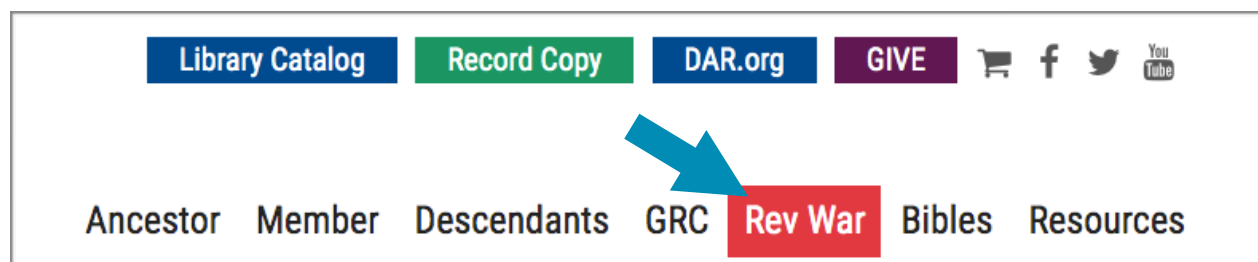 Library Catalog Record Copy DAR.org GIVE You Tube
Ancestor Member Descendants GRC Rev War Bibles Resources